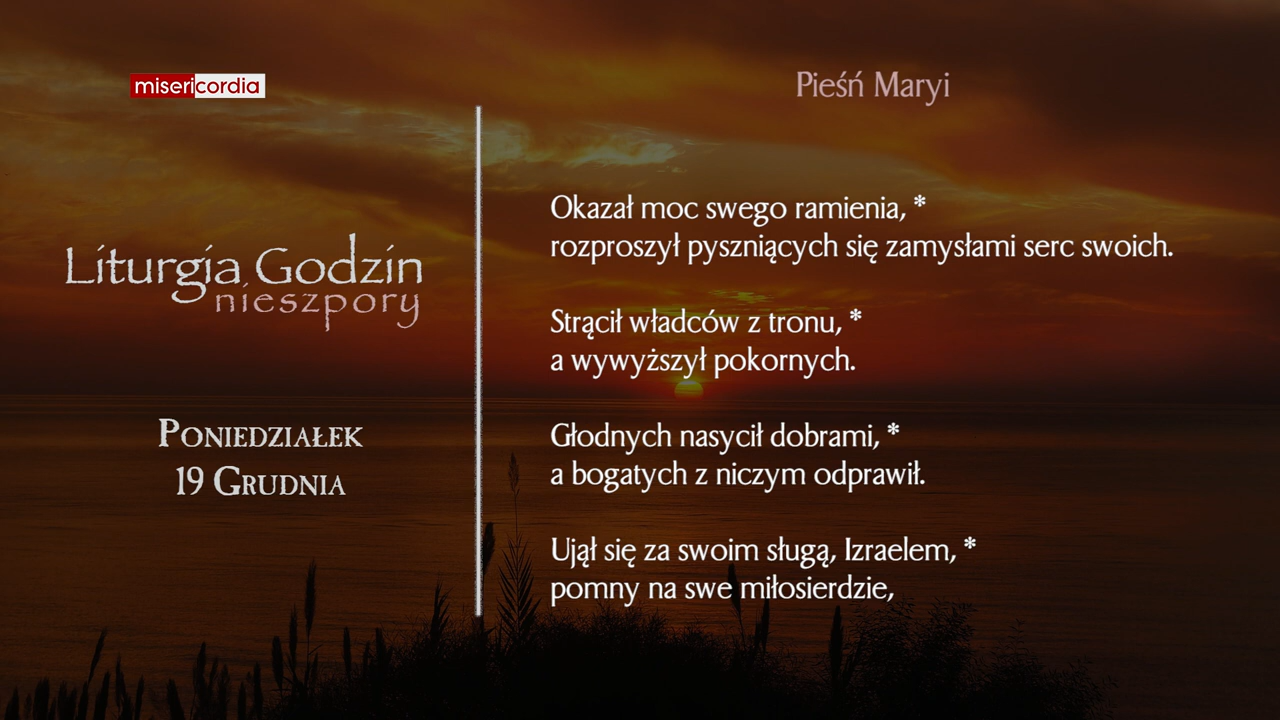 misericordia
Pieśń Maryi
Liturgia Godzin
nieszpory
Poniedziałek
19 Grudnia
Okazał moc swego ramienia, *
rozproszył pyszniących się zamysłami serc swoich.
Strącił władców z tronu, *
a wywyższył pokornych.
Głodnych nasycił dobrami, *
a bogatych z niczym odprawił.
Ujął się za swoim sługą, Izraelem, *
pomny na swe miłosierdzie,